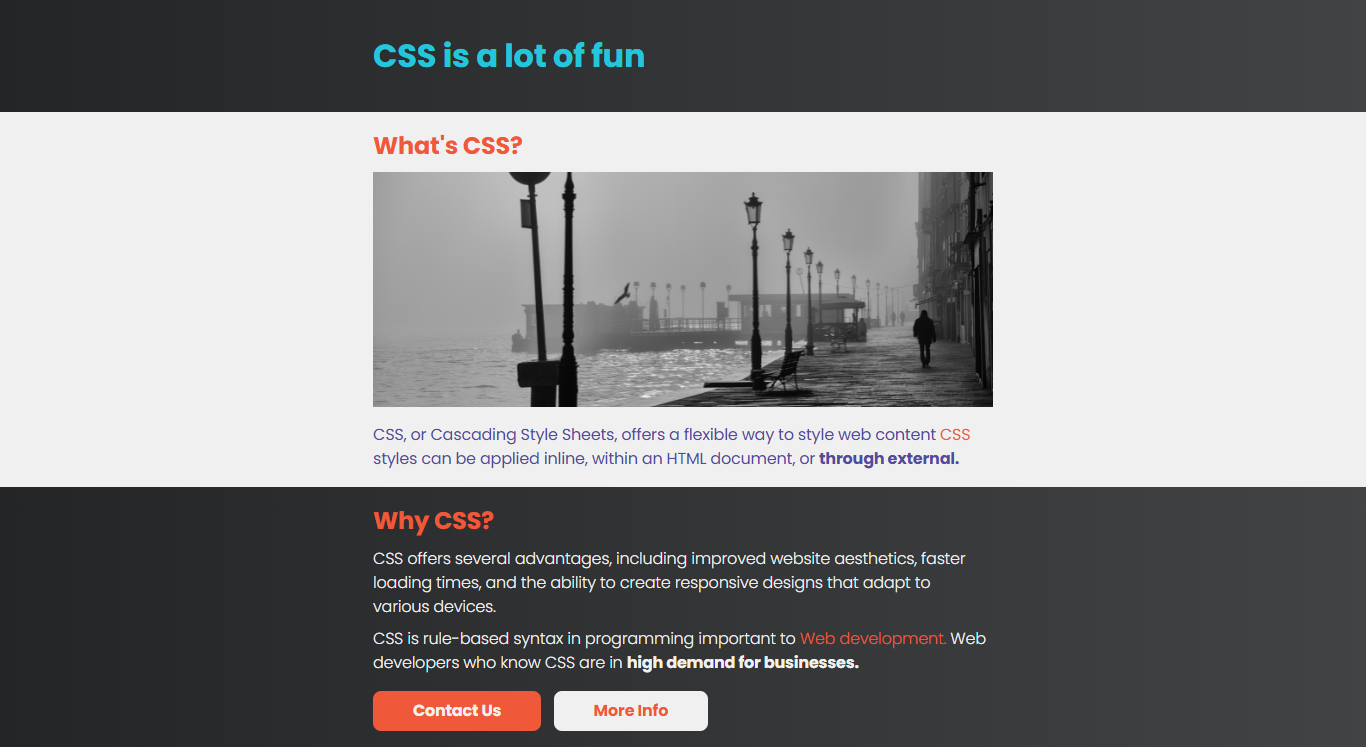 CSS is a lot of fun
What's CSS?
CSS, or Cascading Style Sheets, offers a flexible way to style web content CSS
styles can be applied inline, within an HTML document, or through external.
Why CSS?
CSS offers several advantages, including improved website aesthetics, faster
loading times, and the ability to create responsive designs that adapt to
various devices.
CSS is rule-based syntax in programming important to Web development. Web
developers who know CSS are in high demand for businesses.
Contact Us
More Info